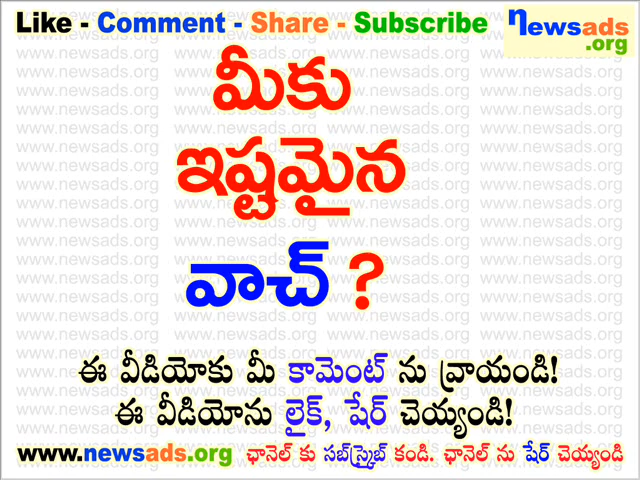 Like - Comment - Share - Subscribe
newsads
.org
మీకు
ఇష్టమైన
వాచ్ ?
ఈ వీడియోకు మీ కామెంట్ ను వ్రాయండి!
ఈ వీడియోను లైక్, షేర్ చెయ్యండి!
www.newsads.org ఛానెల్ కు సబ్‌స్క్రైబ్ కండి. ఛానెల్ ను షేర్ చెయ్యండి